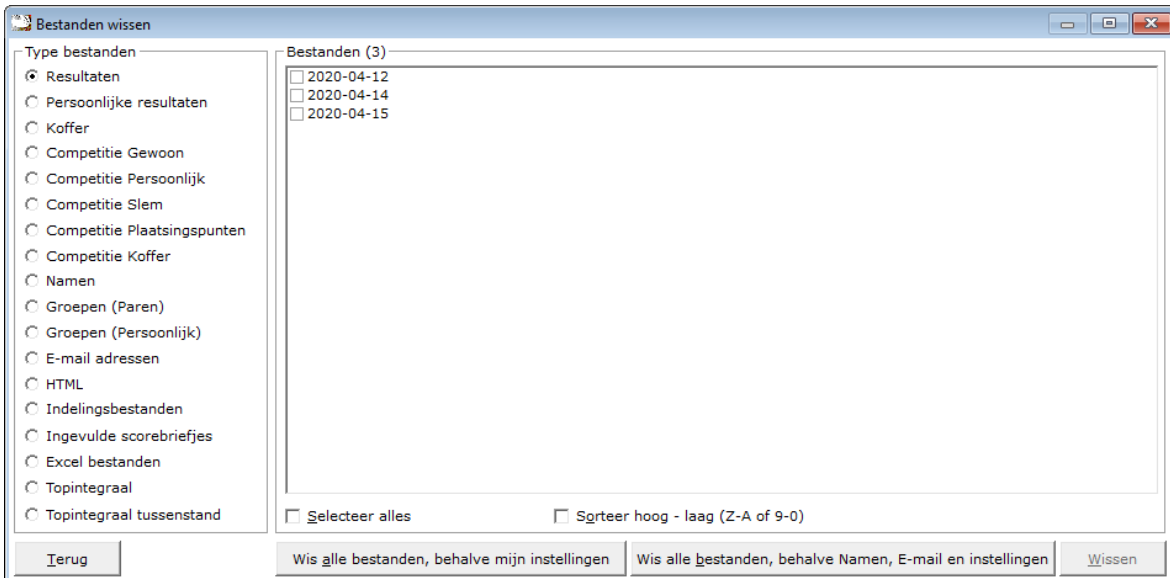 Bestanden wissen
Type bestanden
Resultaten
Persoonlijke resultaten
Koffer
Competitie Gewoon
Competitie Persoonlijk
Competitie Slem
Competitie Plaatsingspunten
Competitie Koffer
Namen
Groepen (Paren)
Groepen (Persoonlijk)
E-mail adressen
HTML
Indelingsbestanden
Ingevulde scorebriefjes
Excel bestanden
Topintegraal
Topintegraal tussenstand
Bestanden (3)
2020-04-12
2020-04-14
2020-04-15
Selecteer alles
Sorteer hoog - laag (Z-A of 9-0)
Terug
Wis alle bestanden, behalve mijn instellingen
Wis alle bestanden, behalve Namen, E-mail en instellingen
Wissen